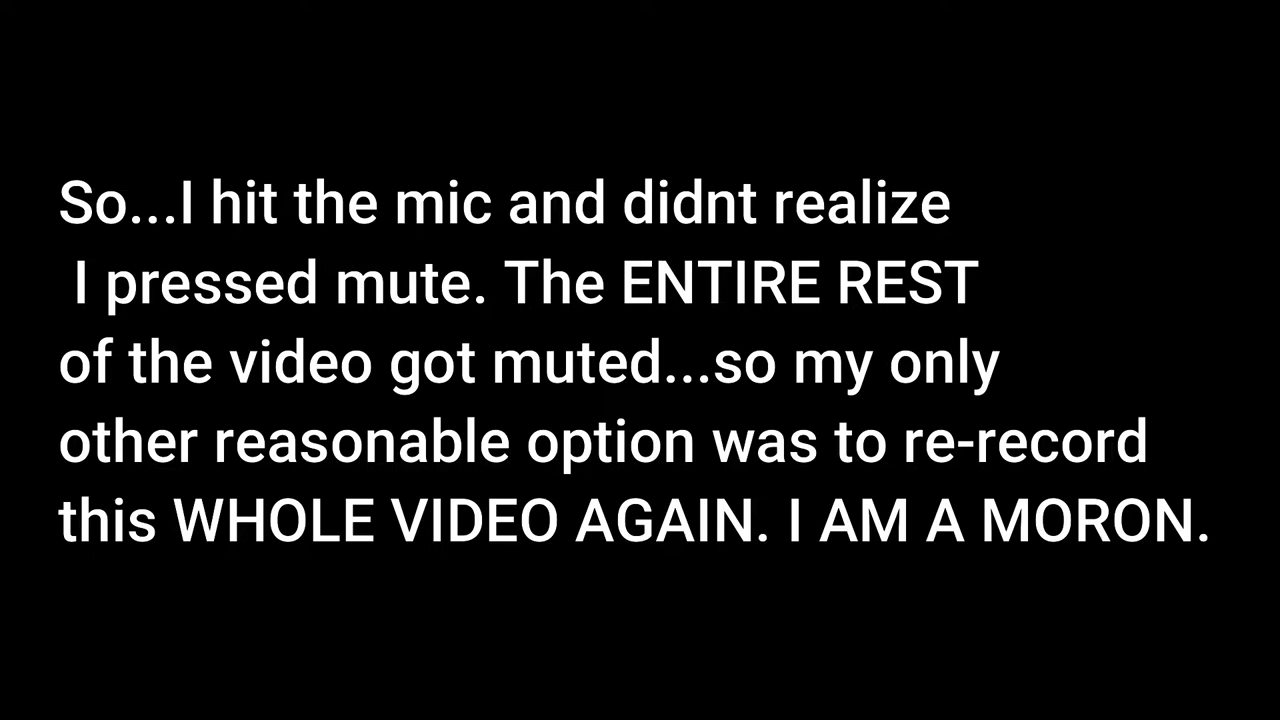 So...I hit the mic and didnt realize
I pressed mute. The ENTIRE REST
of the video got muted...so my only
other reasonable option was to re-record
this WHOLE VIDEO AGAIN. I AM A MORON.